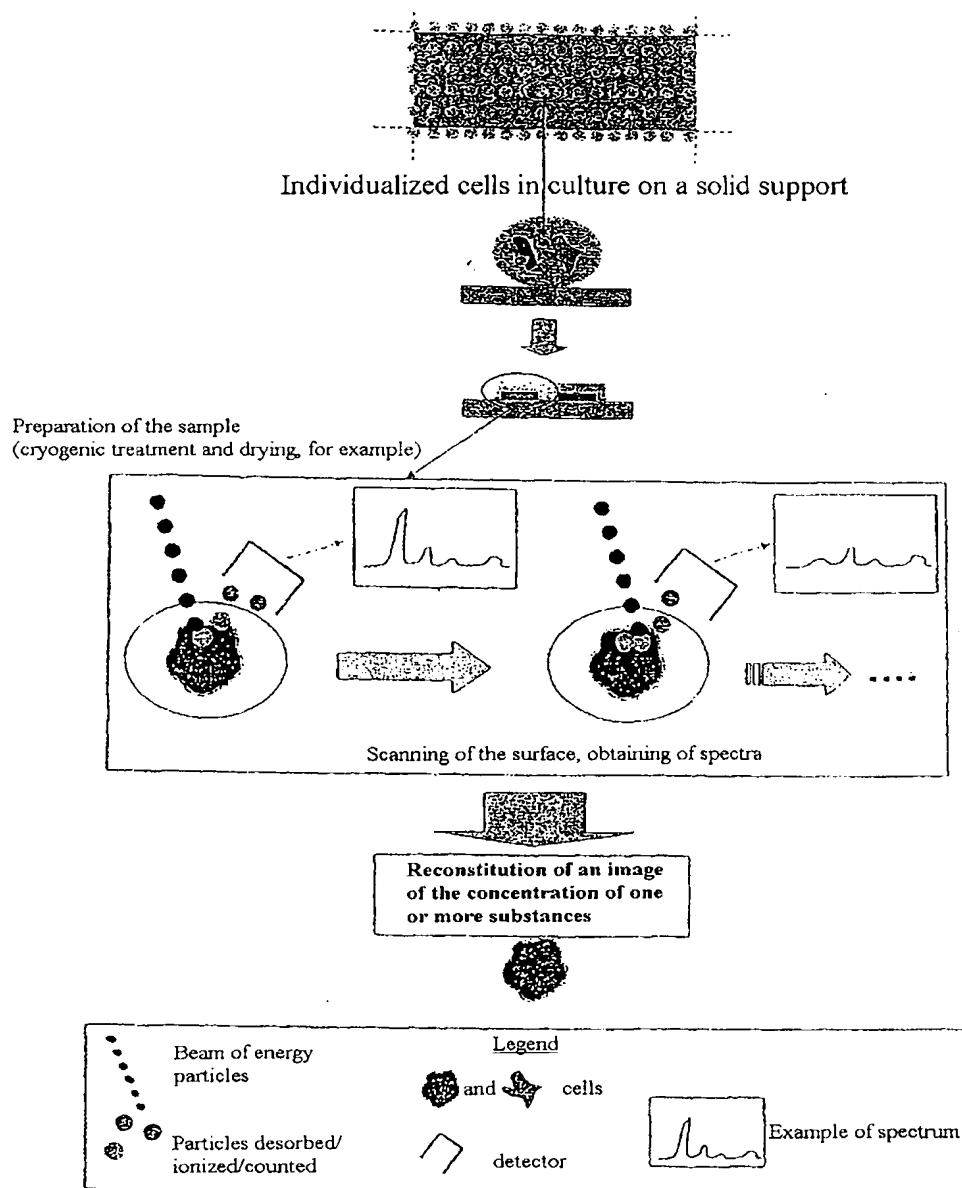 Individualized cells in culture on a solid support
Preparation of the sample
(cryogenic treatment and drying, for example)
Scanning of the surface, obtaining of spectra
Reconstitution of an image
of the concentration of one
or more substances
Legend
Beam of energy
particles
and
cells
Particles desorbed/
ionized/counted
detector
Example of spectrum